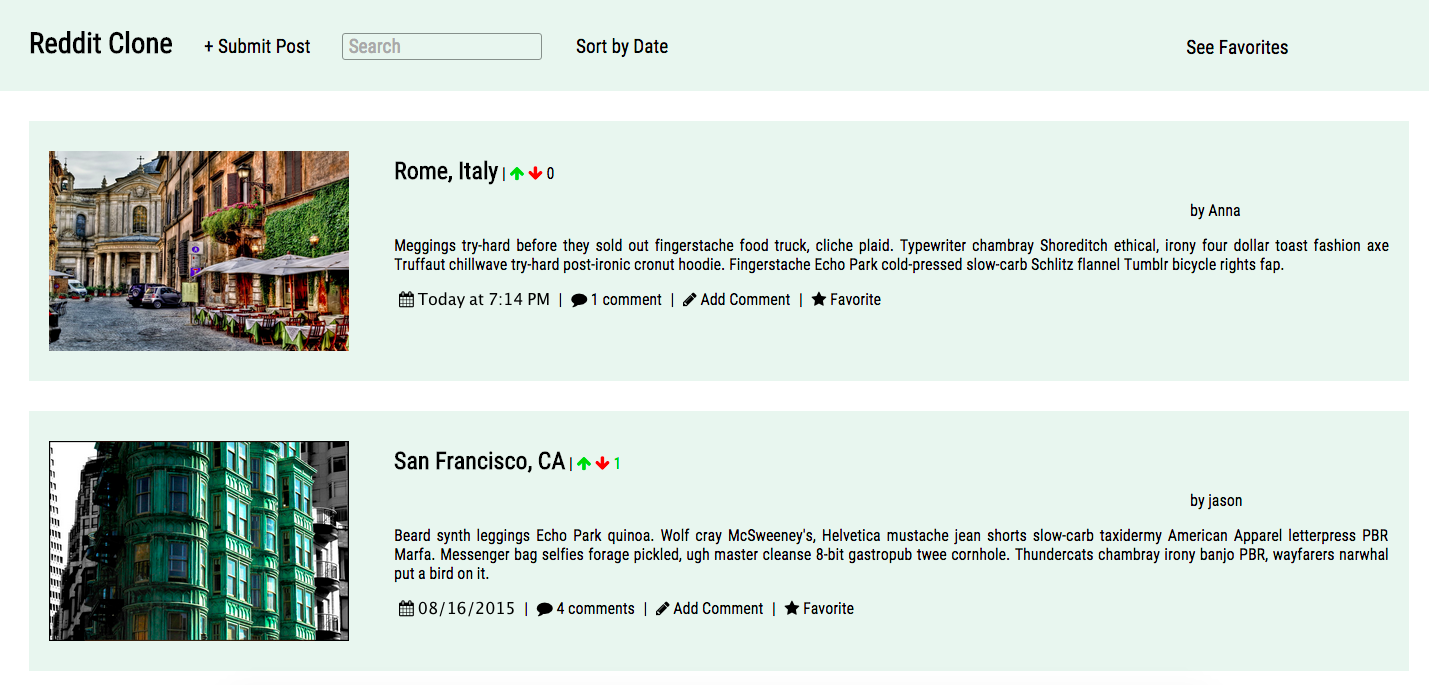 Reddit Clone + Submit Post Search Sort by Date See Favorites
Rome, Italy | 0
by Anna
Meggings try-hard before they sold out fingerstache food truck, cliche plaid. Typewriter chambray Shoreditch ethical, irony four dollar toast fashion axe
Truffaut chillwave try-hard post-ironic cronut hoodie. Fingerstache Echo Park cold-pressed slow-carb Schlitz flannel Tumblr bicycle rights fap.
Today at 7:14 PM | 1 comment | Add Comment | Favorite
San Francisco, CA | 1
by jason
Beard synth leggings Echo Park quinoa. Wolf cray McSweeney's, Helvetica mustache jean shorts slow-carb taxidermy American Apparel letterpress PBR
Marfa. Messenger bag selfies forage pickled, ugh master cleanse 8-bit gastropub twee cornhole. Thundercats chambray irony banjo PBR, wayfarers narwhal
put a bird on it.
08/16/2015 | 4 comments | Add Comment | Favorite